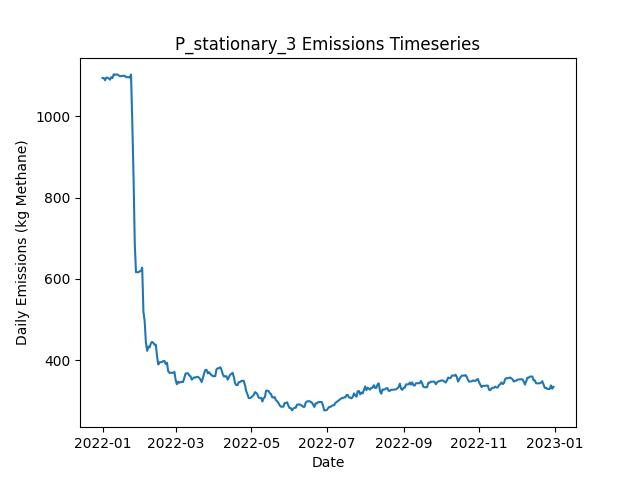 P_stationary_3 Emissions Timeseries
Daily Emissions (kg Methane)
1000
800
600
400
2022-01 2022-03 2022-05 2022-07 2022-09 2022-11 2023-01
Date